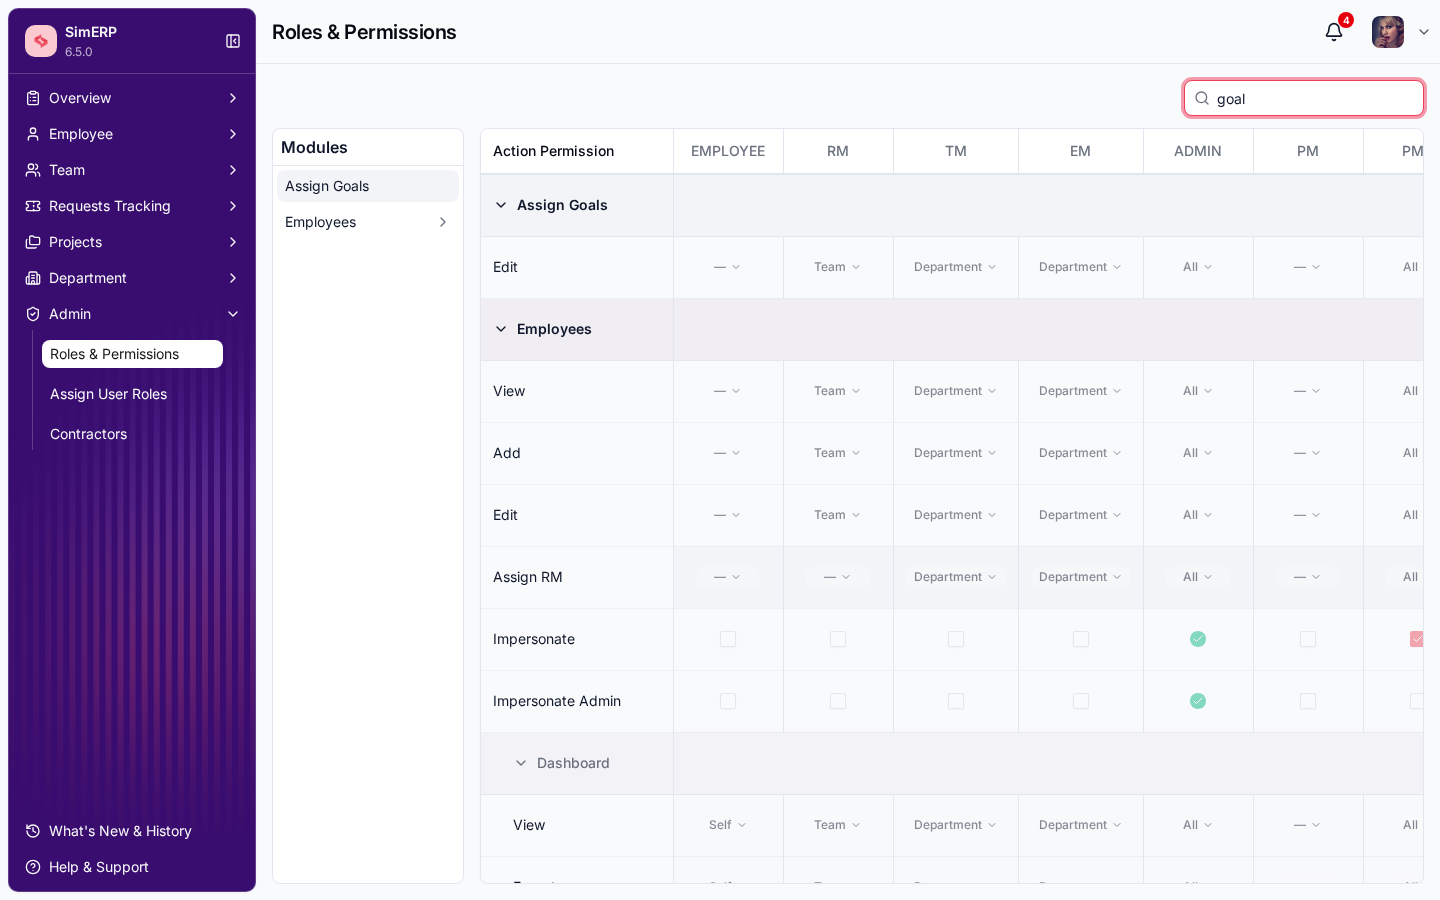 SimERP
6.5.0
Overview
Employee
Team
Requests Tracking
Projects
Department
Admin
Roles & Permissions
Assign User Roles
Contractors
What's New & History
Help & Support
Roles & Permissions
4
goal
Modules
Assign Goals
Employees
Action Permission EMPLOYEE RM TM EM ADMIN PM PM
Assign Goals
Edit — Team Department Department All — All
Employees
View — Team Department Department All — All
Add — Team Department Department All — All
Edit — Team Department Department All — All
Assign RM — — Department Department All — All
Impersonate
Impersonate Admin
Dashboard
View Self Team Department Department All — All